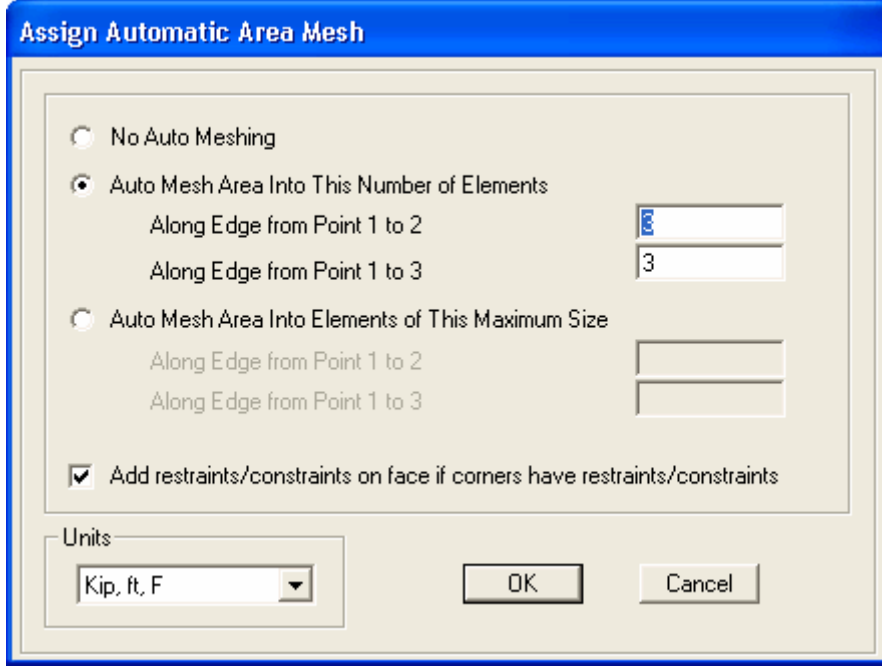 Assign Automatic Area Mesh
No Auto Meshing
Auto Mesh Area Into This Number of Elements
Along Edge from Point 1 to 2 3
Along Edge from Point 1 to 3 3
Auto Mesh Area Into Elements of This Maximum Size
Along Edge from Point 1 to 2
Along Edge from Point 1 to 3
Add restraints/constraints on face if corners have restraints/constraints
Units
Kip, ft, F OK Cancel